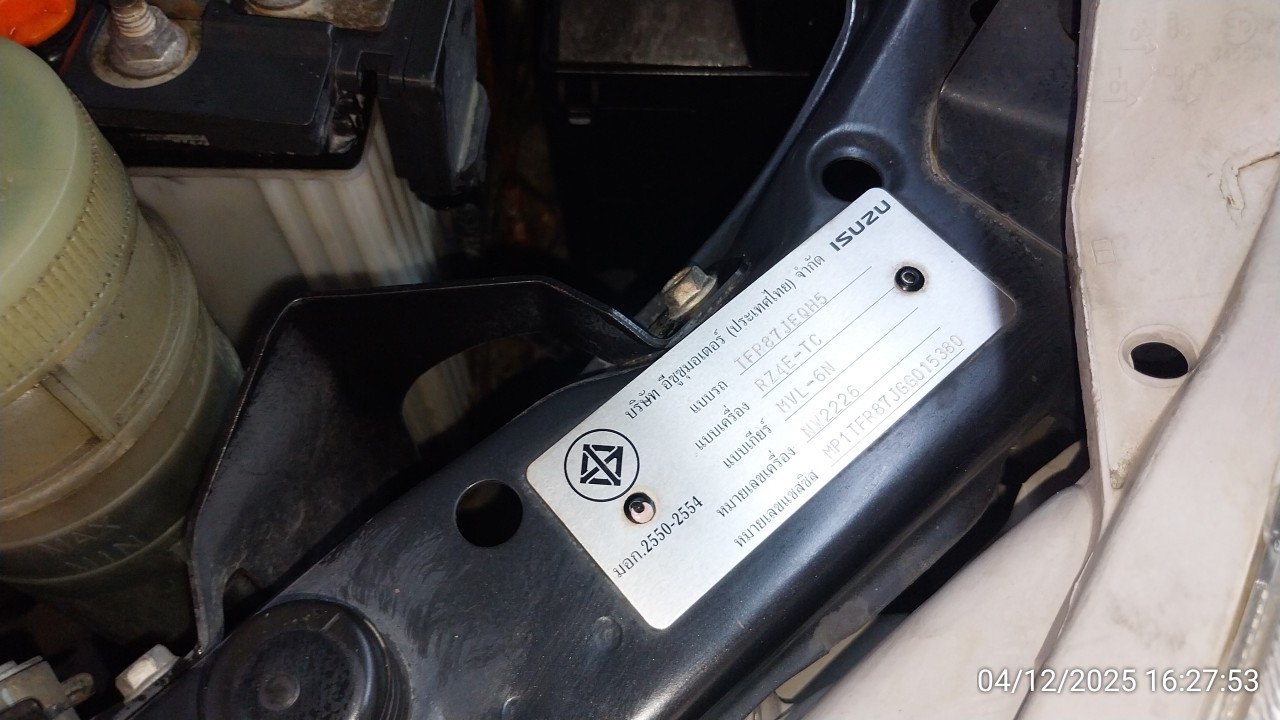 ISUZU
บริษัท อีซูซุมอเตอร์ (ประเทศไทย) จำกัด
แบบรถ TFR87JEQH5
แบบเครื่อง RZ4E-TC
แบบเกียร์ MVL-6N
หมายเลขเครื่อง NW2226
หมายเลขแชสซิส MP1TFR87JGG015380
มอก.2550-2554
MAX
MIN
04/12/2025 16:27:53